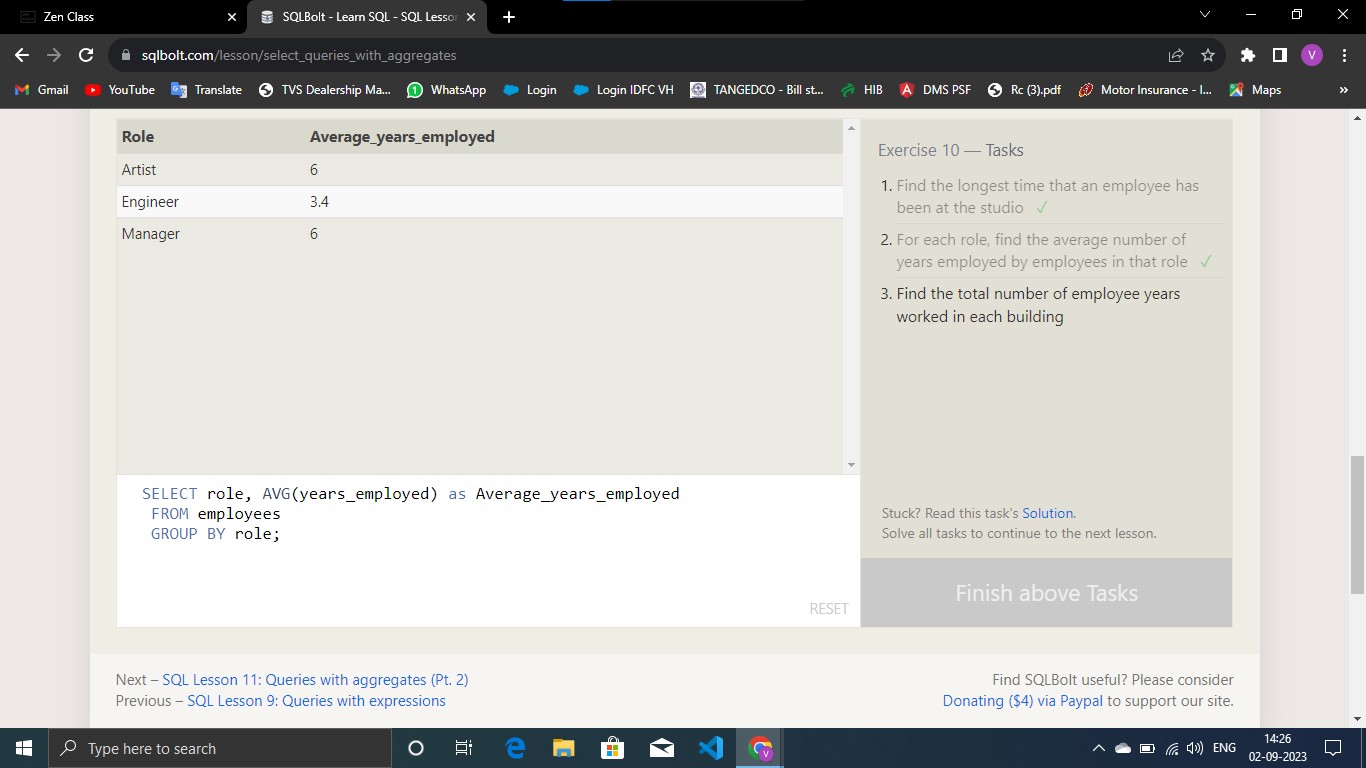 Zen Class
SQLBolt - Learn SQL - SQL Lesson
sqlbolt.com/lesson/select_queries_with_aggregates
V
Gmail
YouTube
Translate
TVS Dealership Ma...
1
WhatsApp
Login
Login IDFC VH
TANGEDCO - Bill st...
HIB
DMS PSF
Rc (3).pdf
Motor Insurance - I...
Maps
»
Role Average_years_employed
Artist 6
Engineer 3.4
Manager 6
SELECT role, AVG(years_employed) as Average_years_employed
FROM employees
GROUP BY role;
RESET
Exercise 10 — Tasks
1. Find the longest time that an employee has
been at the studio ✓
2. For each role, find the average number of
years employed by employees in that role ✓
3. Find the total number of employee years
worked in each building
Stuck? Read this task's Solution.
Solve all tasks to continue to the next lesson.
Finish above Tasks
Next – SQL Lesson 11: Queries with aggregates (Pt. 2)
Previous – SQL Lesson 9: Queries with expressions
Find SQLBolt useful? Please consider
Donating ($4) via Paypal to support our site.
Type here to search
V
ENG
14:26
02-09-2023